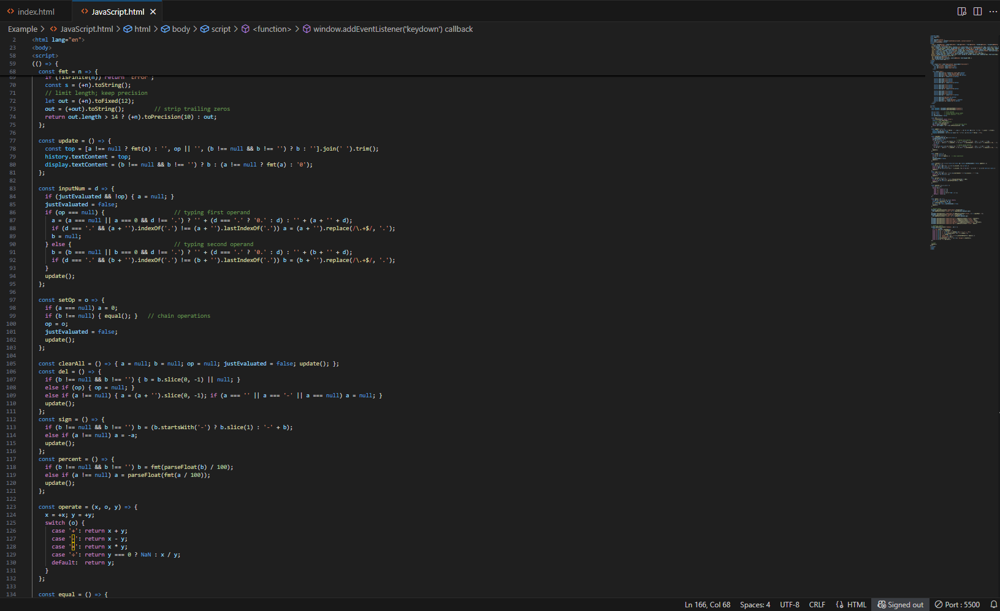 index.html
JavaScript.html
Example > JavaScript.html > html > body > script > <function> > window.addEventListener('keydown') callback
2 <html lang="en">
23 <body>
58 <script>
59 (() => {
68 const fmt = n => {
69 if (!isFinite(n)) return 'Error';
70 const s = (+n).toString();
71 // limit length; keep precision
72 let out = (+n).toFixed(12);
73 out = (+out).toString(); // strip trailing zeros
74 return out.length > 14 ? (+n).toPrecision(10) : out;
75 };
76
77 const update = () => {
78 const top = [a !== null ? fmt(a) : '', op || '', (b !== null && b !== '') ? b : ''].join(' ').trim();
79 history.textContent = top;
80 display.textContent = (b !== null && b !== '') ? b : (a !== null ? fmt(a) : '0');
81 };
82
83 const inputNum = d => {
84 if (justEvaluated && !op) { a = null; }
85 justEvaluated = false;
86 if (op === null) { // typing first operand
87 a = (a === null || a === 0 && d !== '.') ? '' + (d === '.' ? '0.' : d) : '' + (a + '' + d);
88 if (d === '.' && (a + '').indexOf('.') !== (a + '').lastIndexOf('.')) a = (a + '').replace(/\.+$/, '.');
89 b = null;
90 } else { // typing second operand
91 b = (b === null || b === 0 && d !== '.') ? '' + (d === '.' ? '0.' : d) : '' + (b + '' + d);
92 if (d === '.' && (b + '').indexOf('.') !== (b + '').lastIndexOf('.')) b = (b + '').replace(/\.+$/, '.');
93 }
94 update();
95 };
96
97 const setOp = o => {
98 if (a === null) a = 0;
99 if (b !== null) { equal(); } // chain operations
100 op = o;
101 justEvaluated = false;
102 update();
103 };
104
105 const clearAll = () => { a = null; b = null; op = null; justEvaluated = false; update(); };
106 const del = () => {
107 if (b !== null && b !== '') { b = b.slice(0, -1) || null; }
108 else if (op) { op = null; }
109 else if (a !== null) { a = (a + '').slice(0, -1); if (a === '' || a === '-' || a === null) a = null; }
110 update();
111 };
112 const sign = () => {
113 if (b !== null && b !== '') b = (b.startsWith('-') ? b.slice(1) : '-' + b);
114 else if (a !== null) a = -a;
115 update();
116 };
117 const percent = () => {
118 if (b !== null && b !== '') b = fmt(parseFloat(b) / 100);
119 else if (a !== null) a = parseFloat(fmt(a / 100));
120 update();
121 };
122
123 const operate = (x, o, y) => {
124 x = +x; y = +y;
125 switch (o) {
126 case '+': return x + y;
127 case '−': return x - y;
128 case '×': return x * y;
129 case '÷': return y === 0 ? NaN : x / y;
130 default: return y;
131 }
132 };
133
134 const equal = () => {
Ln 166, Col 68 Spaces: 4 UTF-8 CRLF {} HTML Signed out Port : 5500